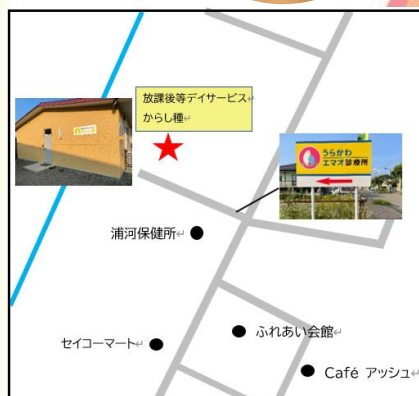 放課後等デイサービス
からし種
うらかわ
エマオ診療所
浦河保健所
ふれあい会館
セイコーマート
Café アッシュ